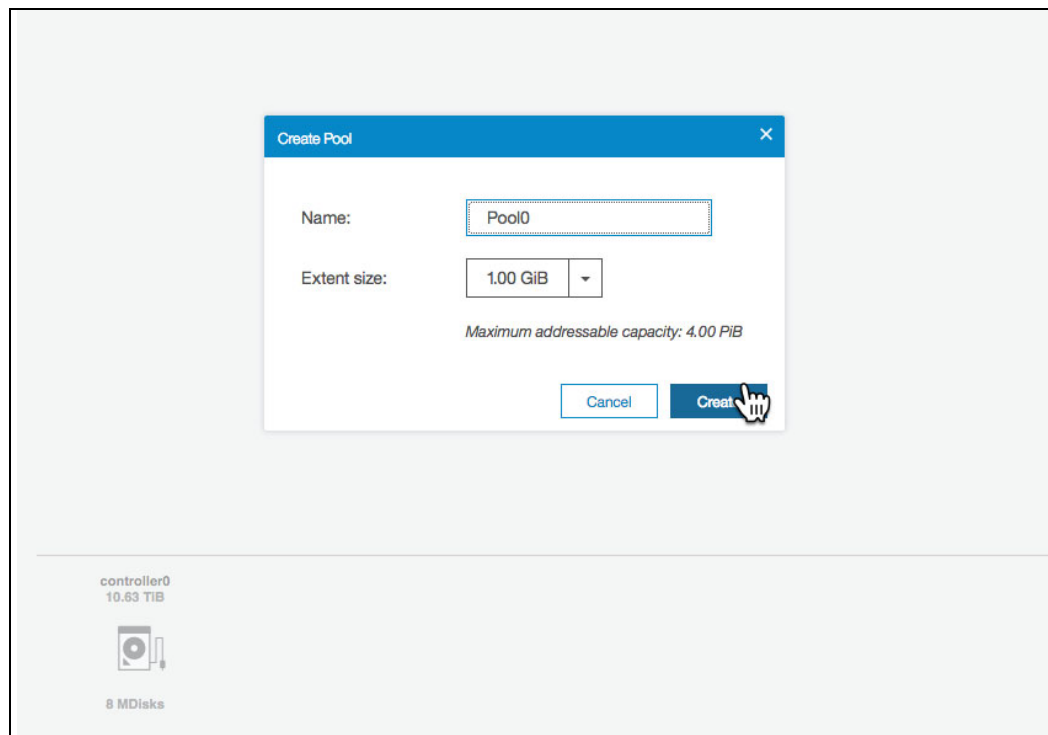 Create Pool
Name: Pool0
Extent size: 1.00 GiB
Maximum addressable capacity: 4.00 PiB
Cancel Creat
controller0
10.63 TiB
8 MDisks